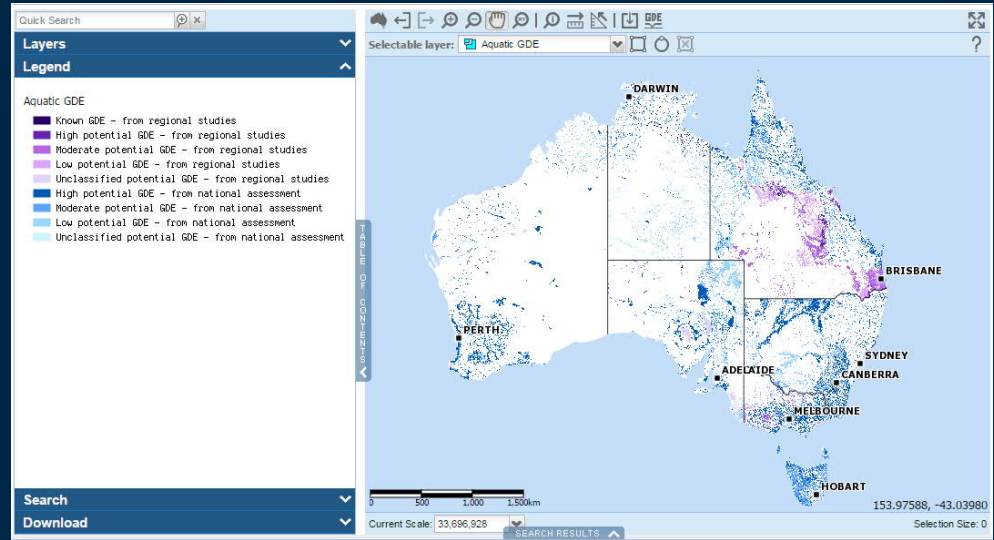 Quick Search
Layers
Legend
Aquatic GDE
Known GDE - from regional studies
High potential GDE - from regional studies
Moderate potential GDE - from regional studies
Low potential GDE - from regional studies
Unclassified potential GDE - from regional studies
High potential GDE - from national assessment
Moderate potential GDE - from national assessment
Low potential GDE - from national assessment
Unclassified potential GDE - from national assessment
Search
Download
TABLE OF CONTENTS
GDE
Selectable layer: Aquatic GDE
?
DARWIN
BRISBANE
PERTH
SYDNEY
ADELAIDE
CANBERRA
MELBOURNE
HOBART
0 500 1,000 1,500km
153.97588, -43.03980
Current Scale: 33,696,928
SEARCH RESULTS
Selection Size: 0